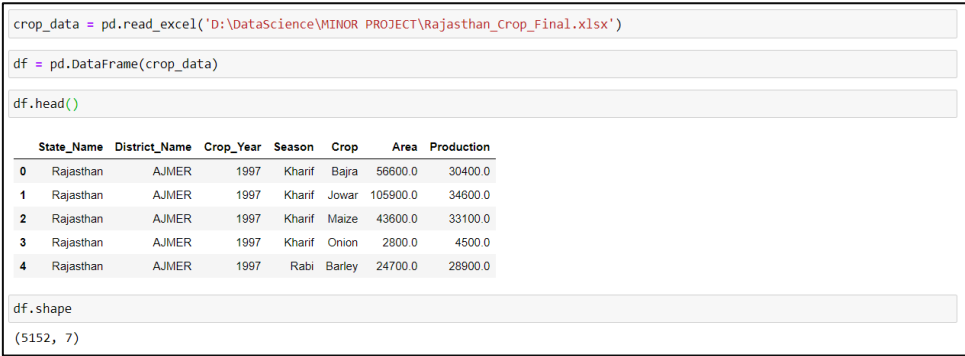 crop_data = pd.read_excel('D:\DataScience\MINOR PROJECT\Rajasthan_Crop_Final.xlsx')
df = pd.DataFrame(crop_data)
df.head()
State_Name District_Name Crop_Year Season Crop Area Production
0 Rajasthan AJMER 1997 Kharif Bajra 56600.0 30400.0
1 Rajasthan AJMER 1997 Kharif Jowar 105900.0 34600.0
2 Rajasthan AJMER 1997 Kharif Maize 43600.0 33100.0
3 Rajasthan AJMER 1997 Kharif Onion 2800.0 4500.0
4 Rajasthan AJMER 1997 Rabi Barley 24700.0 28900.0
df.shape
(5152, 7)